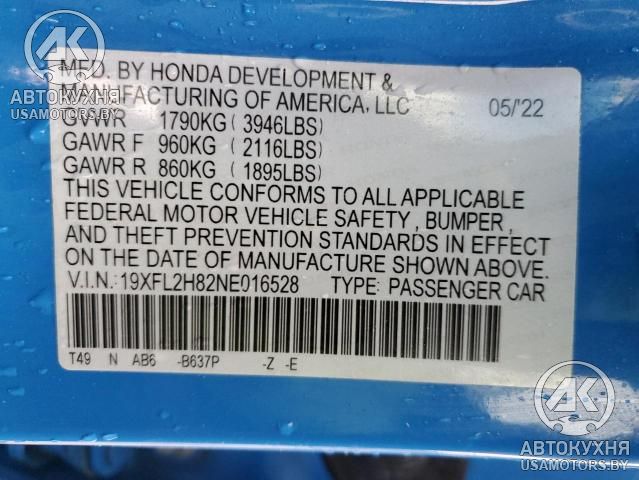 AK
АВТОКУХНЯ
USAMOTORS.BY
MFD. BY HONDA DEVELOPMENT &
MANUFACTURING OF AMERICA, LLC 05/'22
GVWR 1790KG ( 3946LBS)
GAWR F 960KG ( 2116LBS)
GAWR R 860KG ( 1895LBS)
THIS VEHICLE CONFORMS TO ALL APPLICABLE
FEDERAL MOTOR VEHICLE SAFETY , BUMPER ,
AND THEFT PREVENTION STANDARDS IN EFFECT
ON THE DATE OF MANUFACTURE SHOWN ABOVE.
V.I.N.: 19XFL2H82NE016528 TYPE: PASSENGER CAR
T49 N AB6 -B637P -Z -E
AK
АВТОКУХНЯ
USAMOTORS.BY